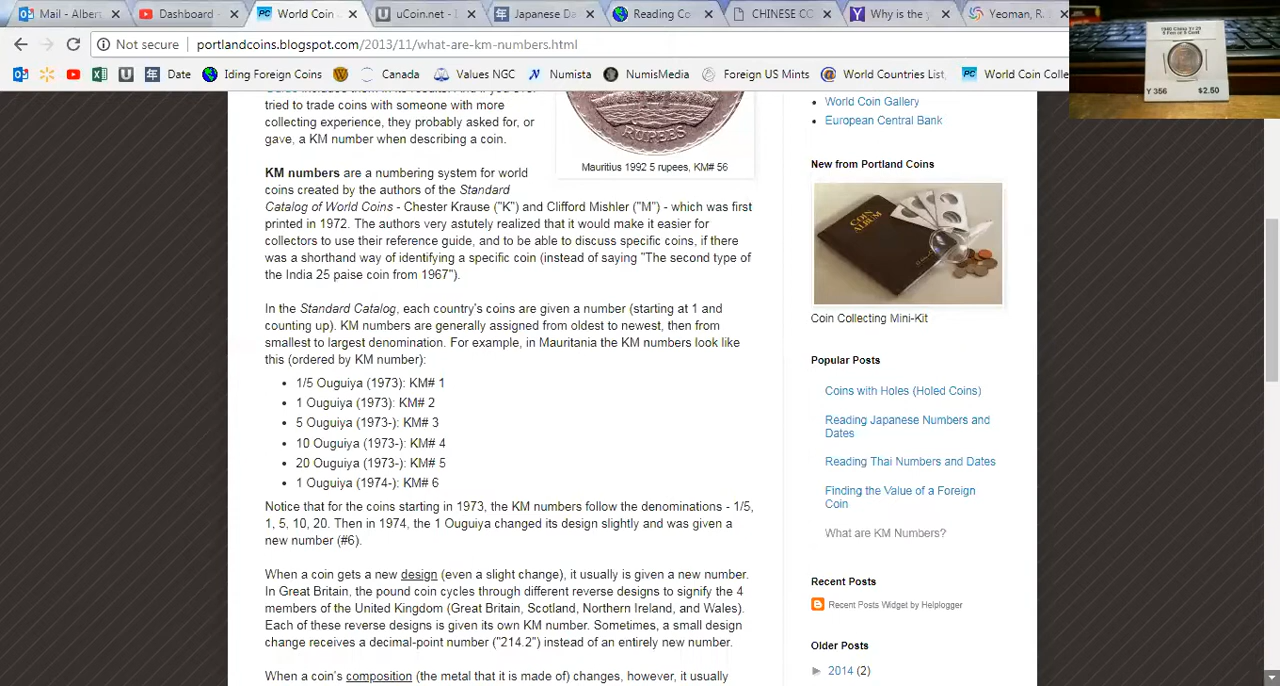 Mail - Alber
Dashboard -
World Coin
uCoin.net -
Japanese Da
Reading Co
CHINESE CO
Why is the
Yeoman, R.
Not secure
portlandcoins.blogspot.com/2013/11/what-are-km-numbers.html
Date
Iding Foreign Coins
Canada
Values NGC
Numista
NumisMedia
Foreign US Mints
World Countries List
World Coin Colle
tried to trade coins with someone with more
collecting experience, they probably asked for, or
gave, a KM number when describing a coin.
RUPEES
Mauritius 1992 5 rupees, KM# 56
KM numbers are a numbering system for world
coins created by the authors of the Standard
Catalog of World Coins - Chester Krause ("K") and Clifford Mishler ("M") - which was first
printed in 1972. The authors very astutely realized that it would make it easier for
collectors to use their reference guide, and to be able to discuss specific coins, if there
was a shorthand way of identifying a specific coin (instead of saying "The second type of
the India 25 paise coin from 1967").
In the Standard Catalog, each country's coins are given a number (starting at 1 and
counting up). KM numbers are generally assigned from oldest to newest, then from
smallest to largest denomination. For example, in Mauritania the KM numbers look like
this (ordered by KM number):
• 1/5 Ouguiya (1973): KM# 1
• 1 Ouguiya (1973): KM# 2
• 5 Ouguiya (1973-): KM# 3
• 10 Ouguiya (1973-): KM# 4
• 20 Ouguiya (1973-): KM# 5
• 1 Ouguiya (1974-): KM# 6
Notice that for the coins starting in 1973, the KM numbers follow the denominations - 1/5,
1, 5, 10, 20. Then in 1974, the 1 Ouguiya changed its design slightly and was given a
new number (#6).
When a coin gets a new design (even a slight change), it usually is given a new number.
In Great Britain, the pound coin cycles through different reverse designs to signify the 4
members of the United Kingdom (Great Britain, Scotland, Northern Ireland, and Wales).
Each of these reverse designs is given its own KM number. Sometimes, a small design
change receives a decimal-point number ("214.2") instead of an entirely new number.
When a coin's composition (the metal that it is made of) changes, however, it usually
World Coin Gallery
European Central Bank
New from Portland Coins
COIN
ALBUM
Coin Collecting Mini-Kit
Popular Posts
Coins with Holes (Holed Coins)
Reading Japanese Numbers and
Dates
Reading Thai Numbers and Dates
Finding the Value of a Foreign
Coin
What are KM Numbers?
Recent Posts
Recent Posts Widget by Helplogger
Older Posts
► 2014 (2)
Y 356
$2.50